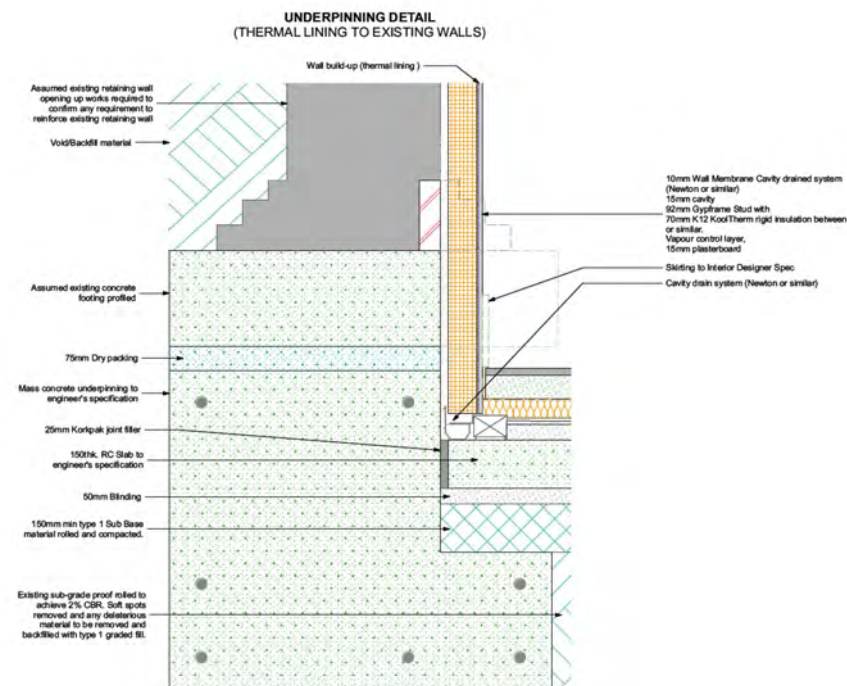 UNDERPINNING DETAIL
(THERMAL LINING TO EXISTING WALLS)
Wall build-up (thermal lining )
Assumed existing retaining wall
opening up works required to
confirm any requirement to
reinforce existing retaining wall
Void/Backfill material
10mm Wall Membrane Cavity drained system
(Newton or similar)
15mm cavity
92mm Gypframe Stud with
70mm K12 KoolTherm rigid insulation between
or similar.
Vapour control layer,
15mm plasterboard
Skirting to Interior Designer Spec
Cavity drain system (Newton or similar)
Assumed existing concrete
footing profiled
75mm Dry packing
Mass concrete underpinning to
engineer's specification
25mm Korkpak joint filler
150thk. RC Slab to
engineer's specification
50mm Blinding
150mm min type 1 Sub Base
material rolled and compacted.
Existing sub-grade proof rolled to
achieve 2% CBR. Soft spots
removed and any deleterious
material to be removed and
backfilled with type 1 graded fill.